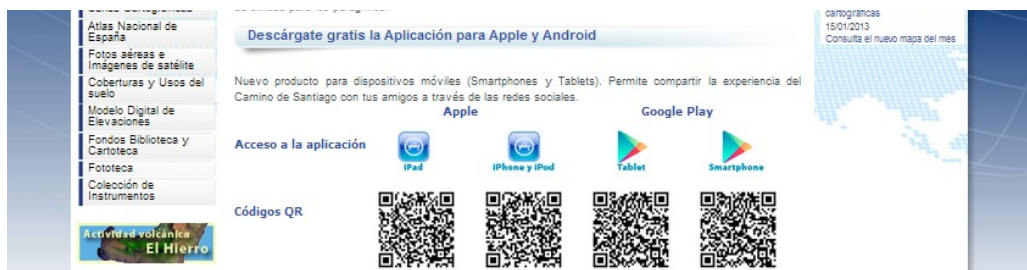 Atlas Nacional de
España
Fotos aéreas e
Imágenes de satélite
Coberturas y Usos del
suelo
Modelo Digital de
Elevaciones
Fondos Biblioteca y
Cartoteca
Fototeca
Colección de
Instrumentos
Actividad volcánica
El Hierro
Descárgate gratis la Aplicación para Apple y Android
Nuevo producto para dispositivos móviles (Smartphones y Tablets). Permite compartir la experiencia del
Camino de Santiago con tus amigos a través de las redes sociales.
Apple Google Play
Acceso a la aplicación
iPad iPhone y iPod Tablet Smartphone
Códigos QR
cartográficas
15/01/2013
Consulta el nuevo mapa del mes